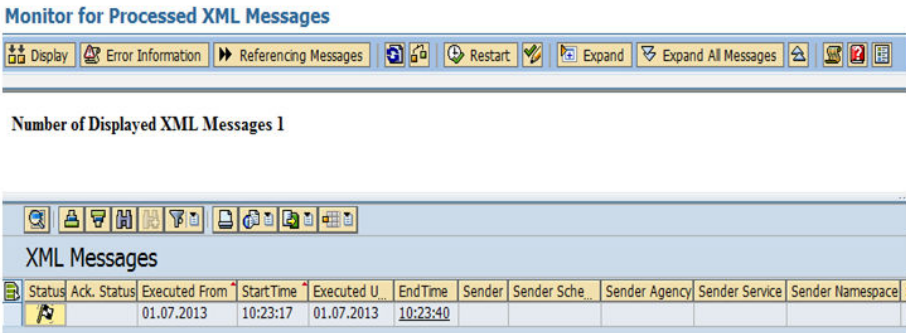 Monitor for Processed XML Messages
Display Error Information Referencing Messages Restart Expand Expand All Messages
Number of Displayed XML Messages 1
XML Messages
Status Ack. Status Executed From StartTime Executed U... EndTime Sender Sender Sche... Sender Agency Sender Service Sender Namespace
01.07.2013 10:23:17 01.07.2013 10:23:40